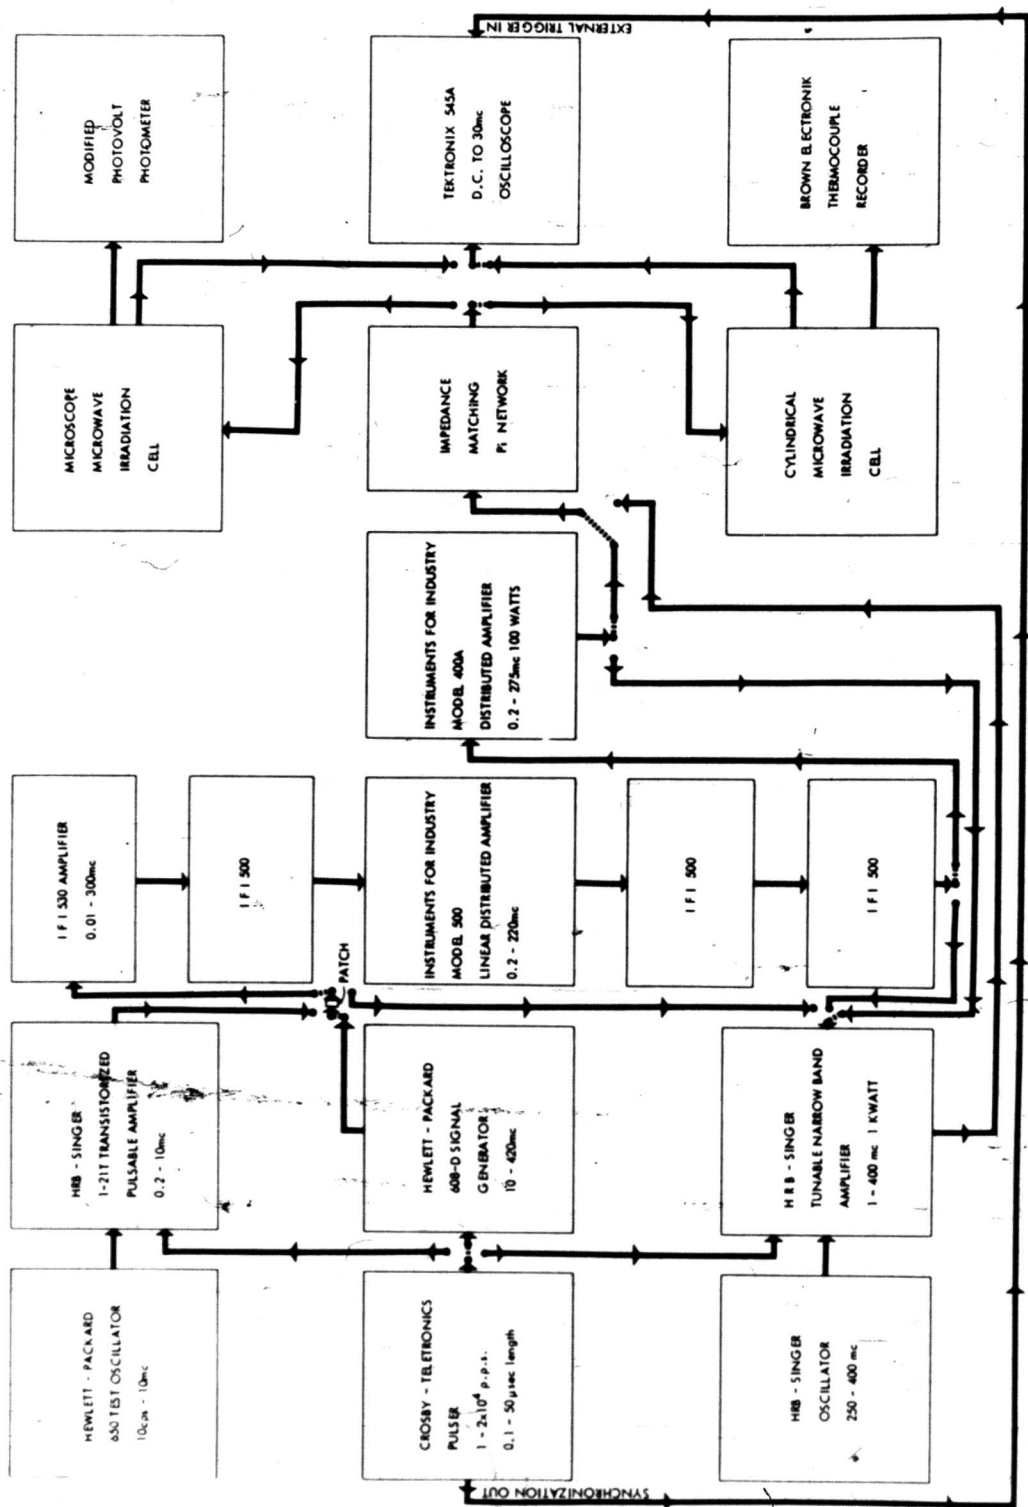 HEWLETT - PACKARD
650 TEST OSCILLATOR
10cps - 10mc
HRB - SINGER
1-21T TRANSISTORIZED
PULSABLE AMPLIFIER
0.2 - 10mc
I F I 530 AMPLIFIER
0.01 - 300mc
I F I 500
MICROSCOPE
MICROWAVE
IRRADIATION
CELL
MODIFIED
PHOTOVOLT
PHOTOMETER
PATCH
SYNCHRONIZATION OUT
CROSBY - TELETRONICS
PULSER
1 - 2x10⁴ p.p.s.
0.1 - 50 µsec length
HEWLETT - PACKARD
608-D SIGNAL
GENERATOR
10 - 420mc
INSTRUMENTS FOR INDUSTRY
MODEL 500
LINEAR DISTRIBUTED AMPLIFIER
0.2 - 220mc
INSTRUMENTS FOR INDUSTRY
MODEL 400A
DISTRIBUTED AMPLIFIER
0.2 - 275mc 100 WATTS
IMPEDANCE
MATCHING
Pi NETWORK
TEKTRONIX 545A
D.C. TO 30mc
OSCILLOSCOPE
EXTERNAL TRIGGER IN
I F I 500
I F I 500
HRB - SINGER
OSCILLATOR
250 - 400 mc
H R B - SINGER
TUNABLE NARROW BAND
AMPLIFIER
1 - 400 mc 1 KWATT
CYLINDRICAL
MICROWAVE
IRRADIATION
CELL
BROWN ELECTRONIK
THERMOCOUPLE
RECORDER